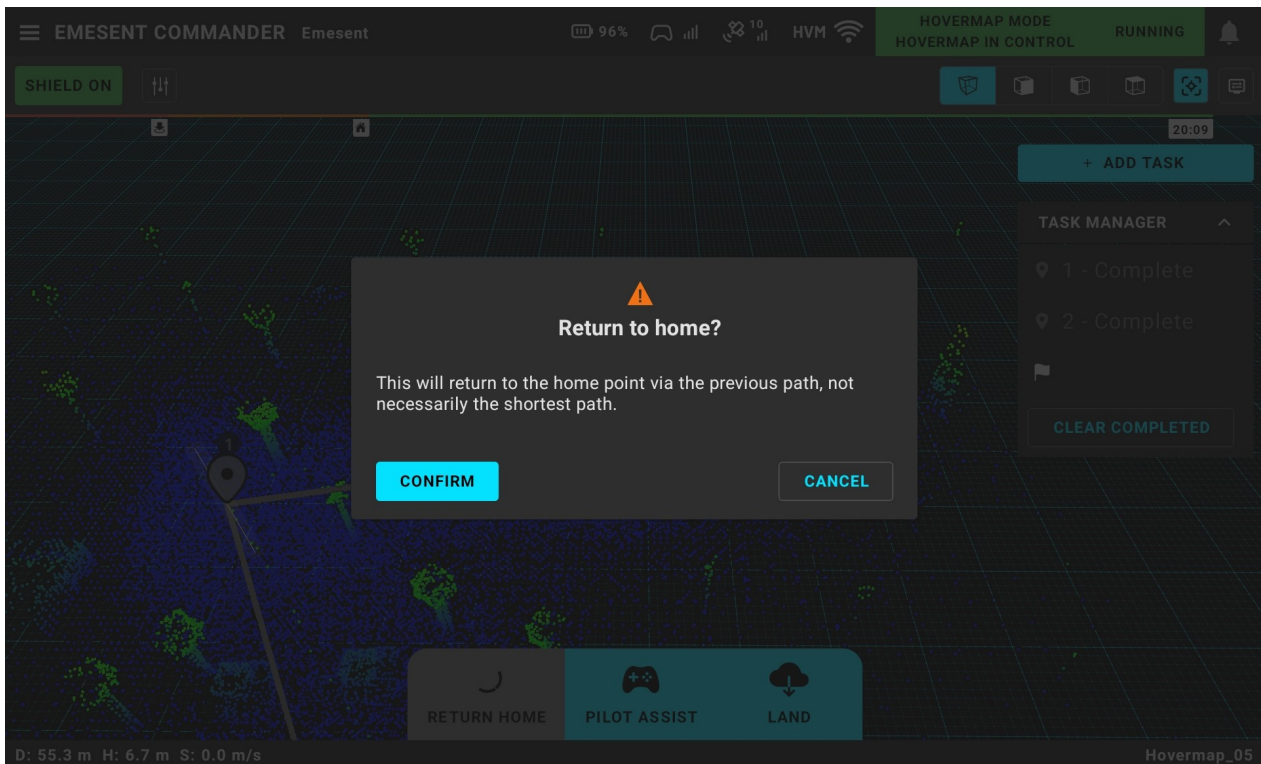 EMESENT COMMANDER Emesent 96% 10 HVM HOVERMAP MODE RUNNING
HOVERMAP IN CONTROL
SHIELD ON
20:09
+ ADD TASK
TASK MANAGER
1 - Complete
2 - Complete
CLEAR COMPLETED
Return to home?
This will return to the home point via the previous path, not
necessarily the shortest path.
CONFIRM CANCEL
1
RETURN HOME PILOT ASSIST LAND
D: 55.3 m H: 6.7 m S: 0.0 m/s Hovermap_05